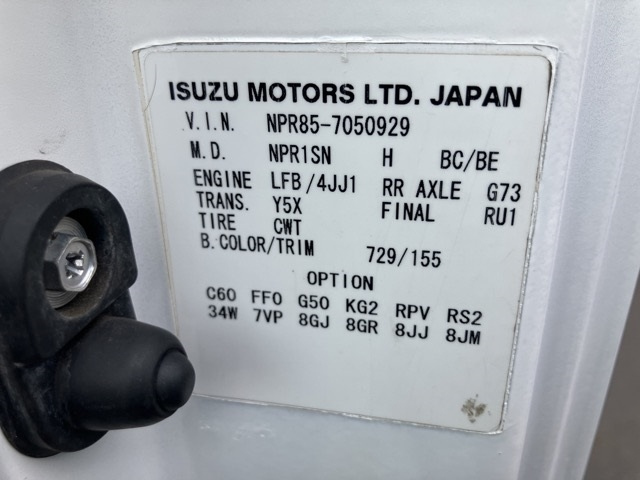 ISUZU MOTORS LTD. JAPAN
V.I.N. NPR85-7050929
M.D. NPR1SN H BC/BE
ENGINE LFB/4JJ1 RR AXLE G73
TRANS. Y5X FINAL RU1
TIRE CWT
B.COLOR/TRIM 729/155
OPTION
C60 FF0 G50 KG2 RPV RS2
34W 7VP 8GJ 8GR 8JJ 8JM